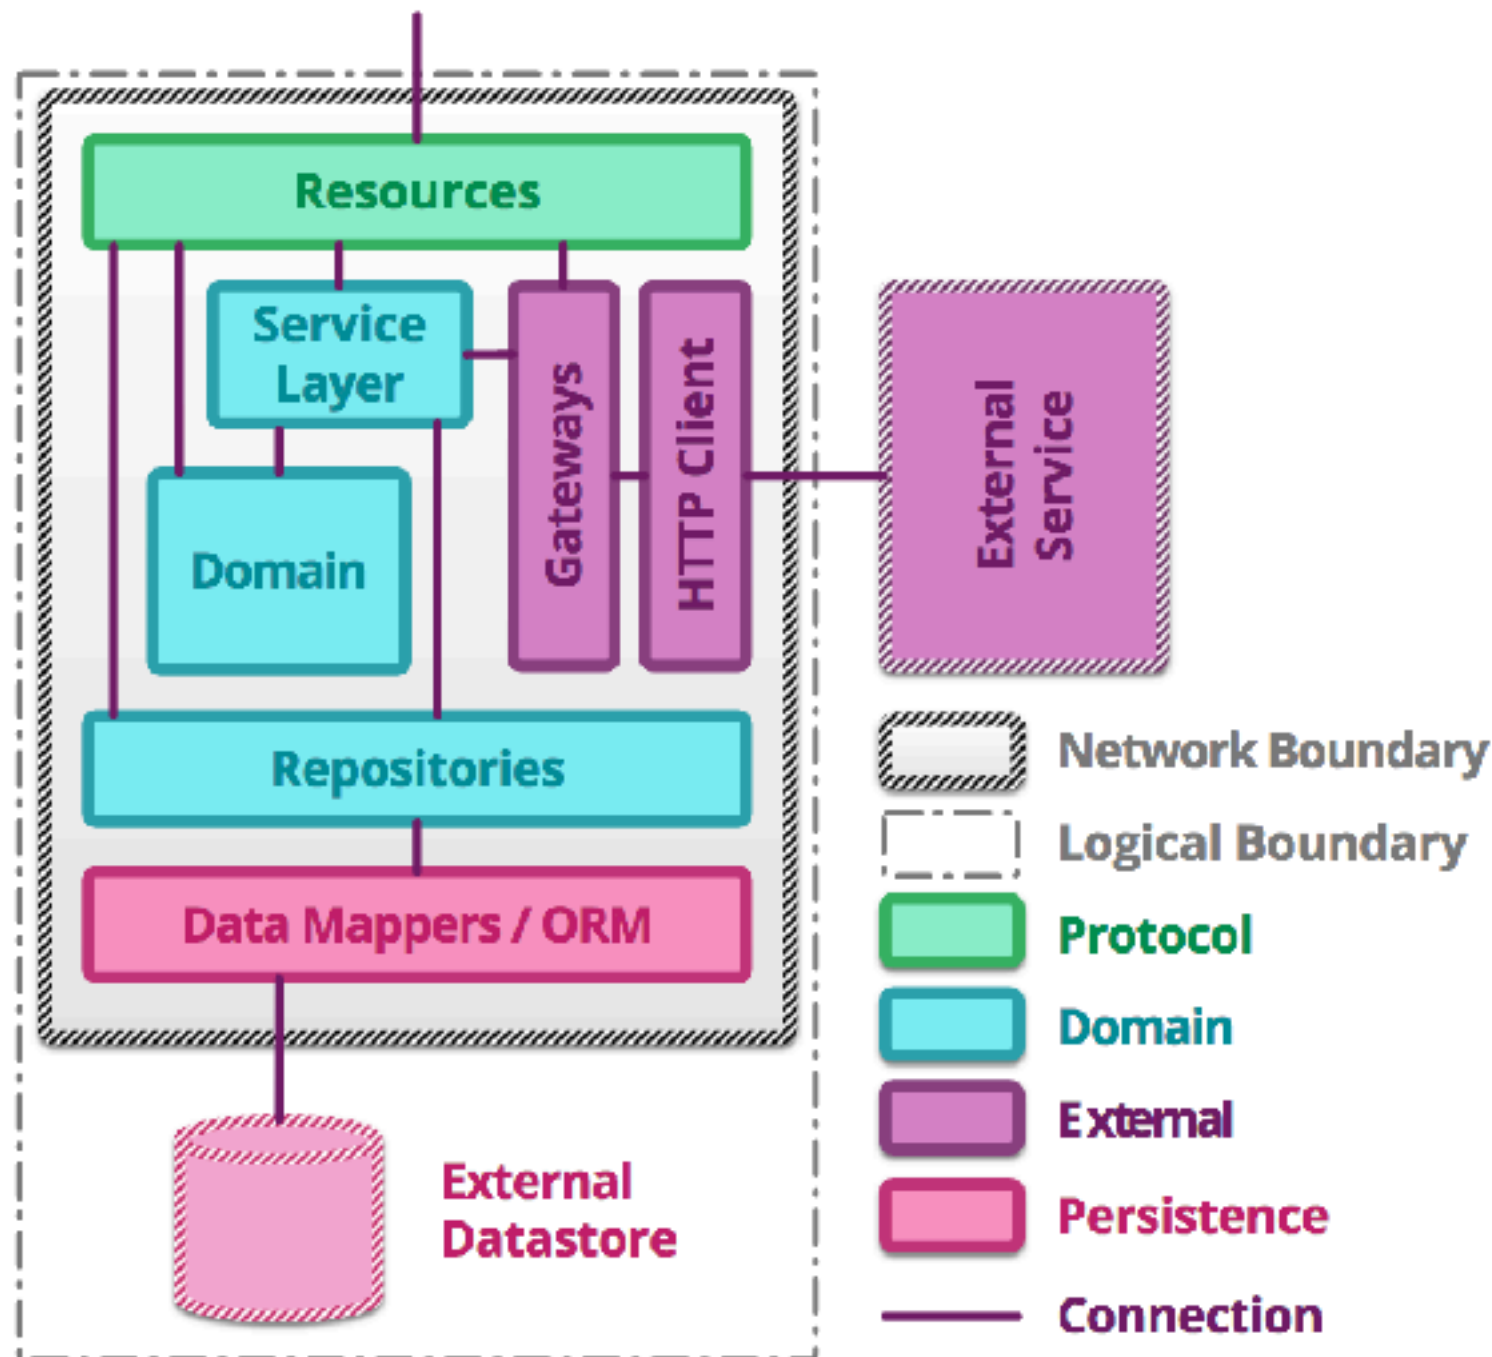 Resources
Service
Layer
Gateways
HTTP Client
External
Service
Domain
Repositories
Data Mappers / ORM
External
Datastore
Network Boundary
Logical Boundary
Protocol
Domain
External
Persistence
Connection